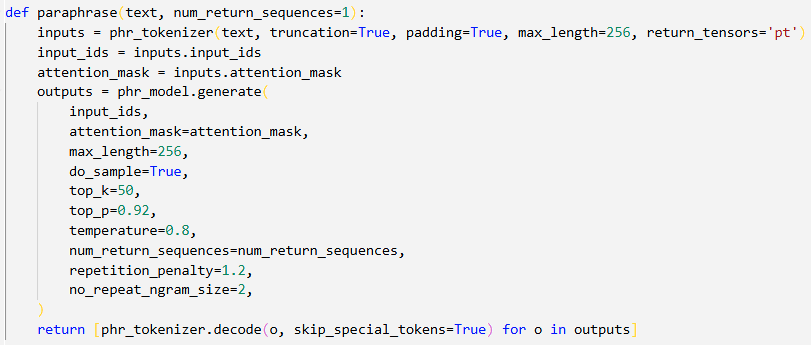 def paraphrase(text, num_return_sequences=1):
    inputs = phr_tokenizer(text, truncation=True, padding=True, max_length=256, return_tensors='pt')
    input_ids = inputs.input_ids
    attention_mask = inputs.attention_mask
    outputs = phr_model.generate(
        input_ids,
        attention_mask=attention_mask,
        max_length=256,
        do_sample=True,
        top_k=50,
        top_p=0.92,
        temperature=0.8,
        num_return_sequences=num_return_sequences,
        repetition_penalty=1.2,
        no_repeat_ngram_size=2,
    )
    return [phr_tokenizer.decode(o, skip_special_tokens=True) for o in outputs]